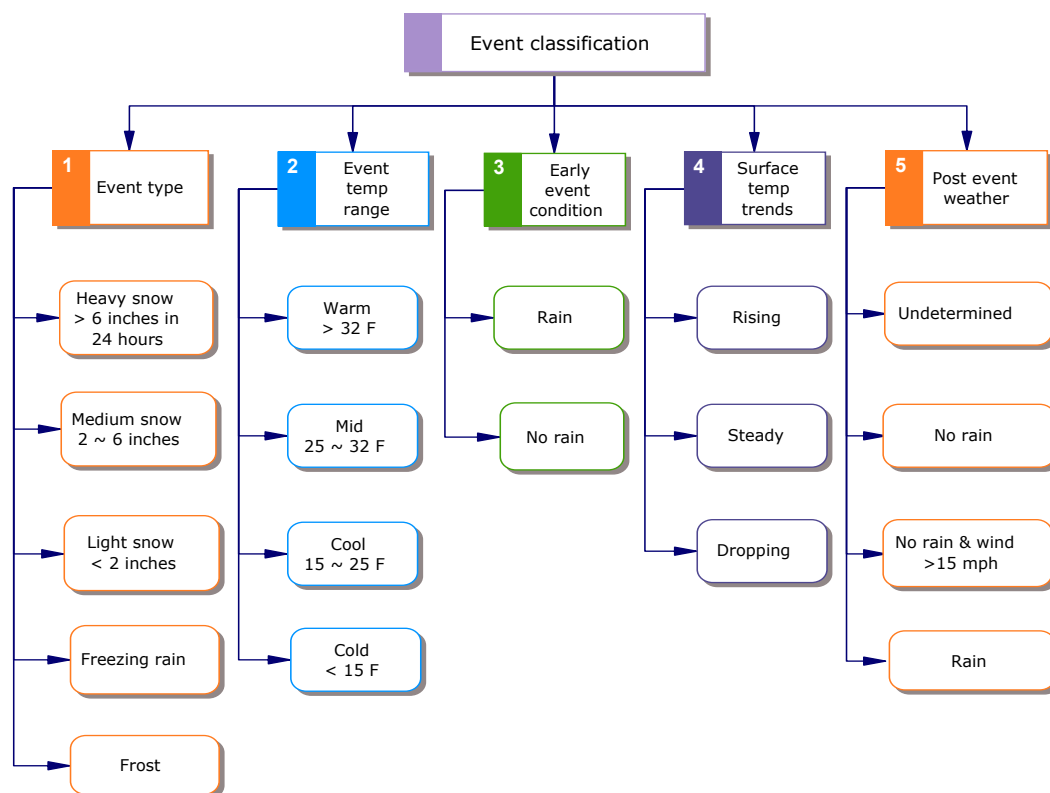 Event classification
1
Event type
Heavy snow
> 6 inches in
24 hours
Medium snow
2 ~ 6 inches
Light snow
< 2 inches
Freezing rain
Frost
2
Event
temp
range
Warm
> 32 F
Mid
25 ~ 32 F
Cool
15 ~ 25 F
Cold
< 15 F
3
Early
event
condition
Rain
No rain
4
Surface
temp
trends
Rising
Steady
Dropping
5
Post event
weather
Undetermined
No rain
No rain & wind
>15 mph
Rain